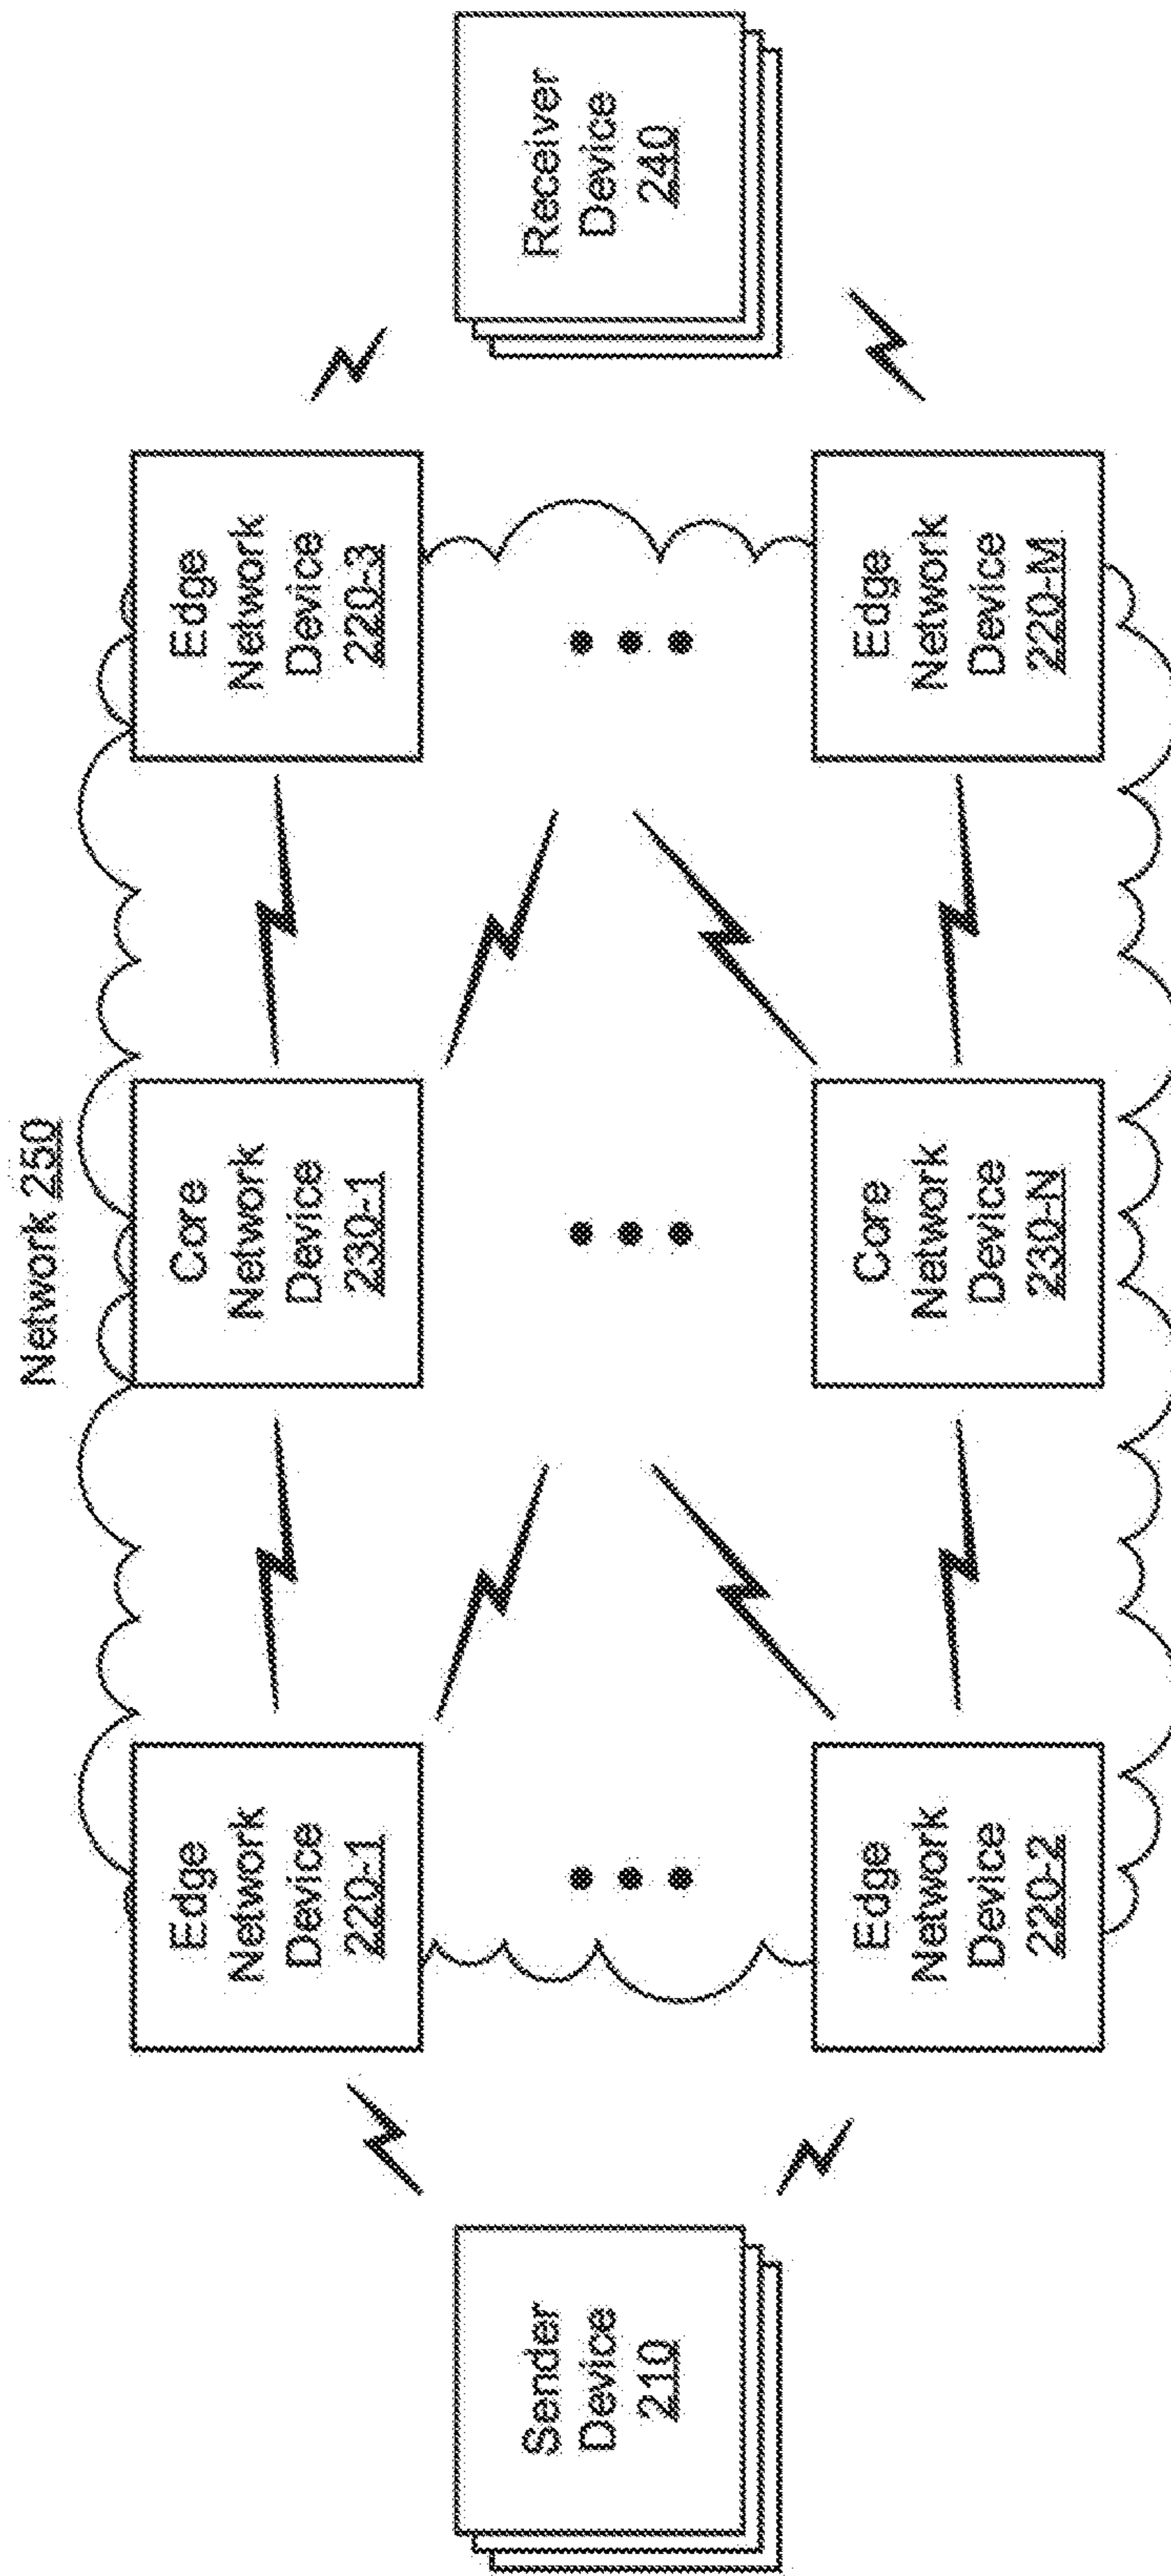 Network 250
Sender
Device
210
Edge
Network
Device
220-1
Edge
Network
Device
220-2
Core
Network
Device
230-1
Core
Network
Device
230-N
Edge
Network
Device
220-3
Edge
Network
Device
220-M
Receiver
Device
240